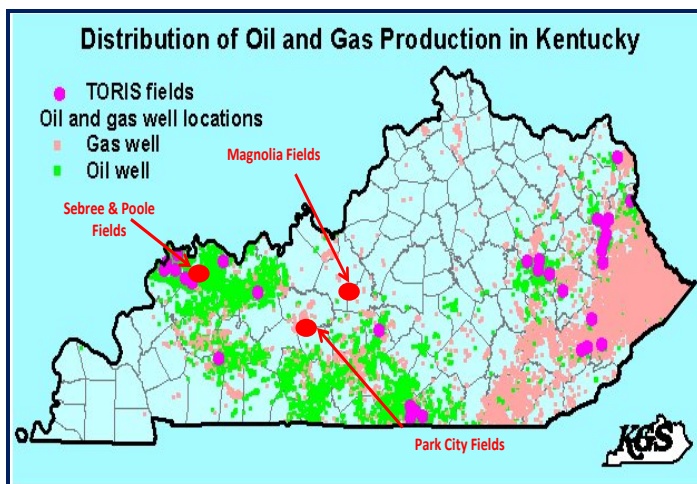 Distribution of Oil and Gas Production in Kentucky
TORIS fields
Oil and gas well locations
Gas well
Oil well
Magnolia Fields
Sebree & Poole
Fields
Park City Fields
KGS